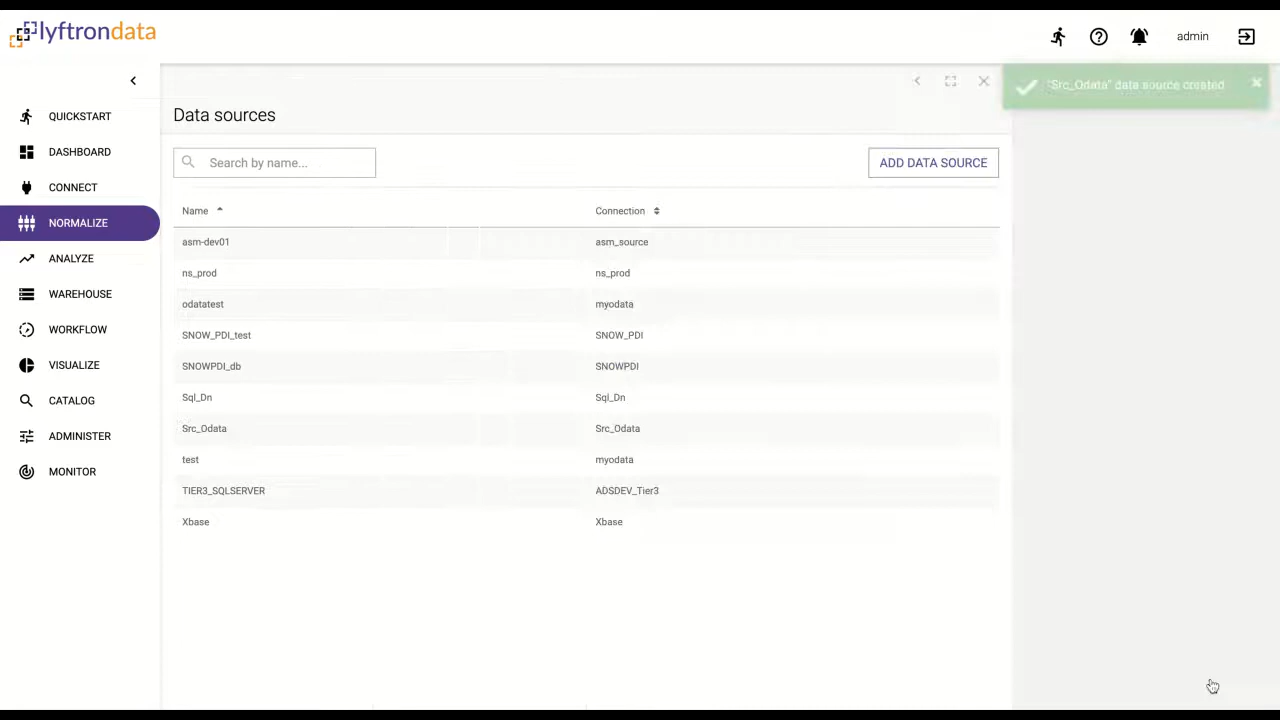 lyftrondata
admin
"Src_Odata" data source created
QUICKSTART
DASHBOARD
CONNECT
NORMALIZE
ANALYZE
WAREHOUSE
WORKFLOW
VISUALIZE
CATALOG
ADMINISTER
MONITOR
Data sources
Search by name...
ADD DATA SOURCE
Name Connection
asm-dev01 asm_source
ns_prod ns_prod
odatatest myodata
SNOW_PDI_test SNOW_PDI
SNOWPDI_db SNOWPDI
Sql_Dn Sql_Dn
Src_Odata Src_Odata
test myodata
TIER3_SQLSERVER ADSDEV_Tier3
Xbase Xbase